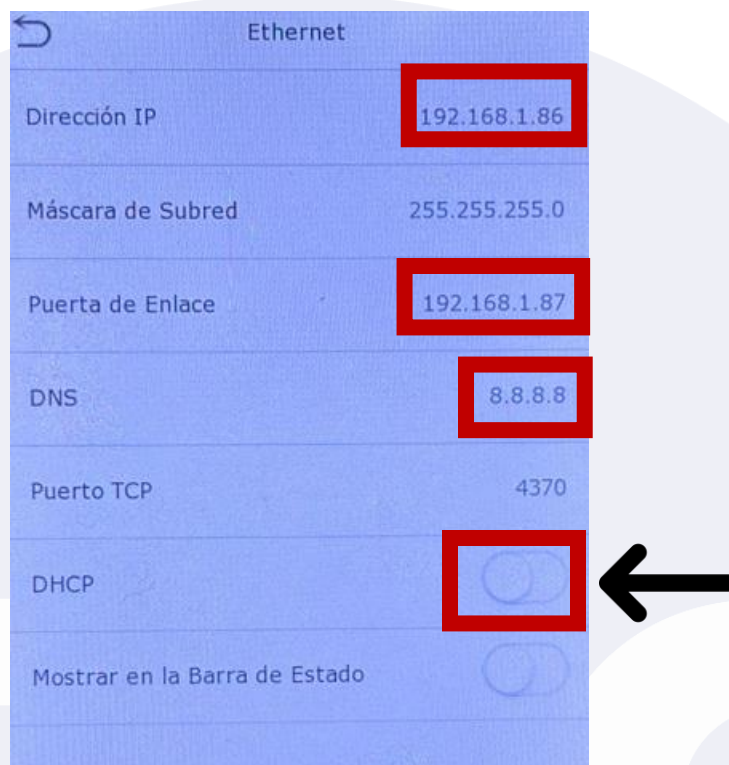 Ethernet
Dirección IP 192.168.1.86
Máscara de Subred 255.255.255.0
Puerta de Enlace 192.168.1.87
DNS 8.8.8.8
Puerto TCP 4370
DHCP
Mostrar en la Barra de Estado